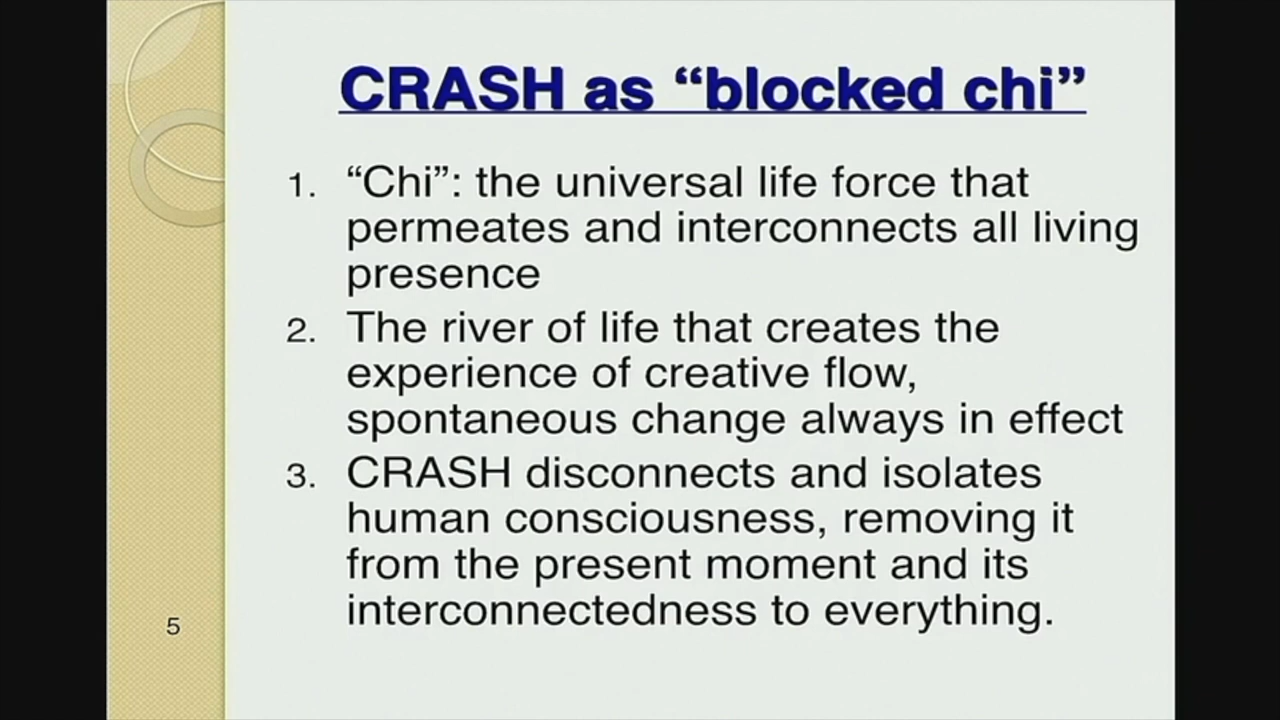 CRASH as “blocked chi”
1. “Chi”: the universal life force that
permeates and interconnects all living
presence
2. The river of life that creates the
experience of creative flow,
spontaneous change always in effect
3. CRASH disconnects and isolates
human consciousness, removing it
from the present moment and its
interconnectedness to everything.
5